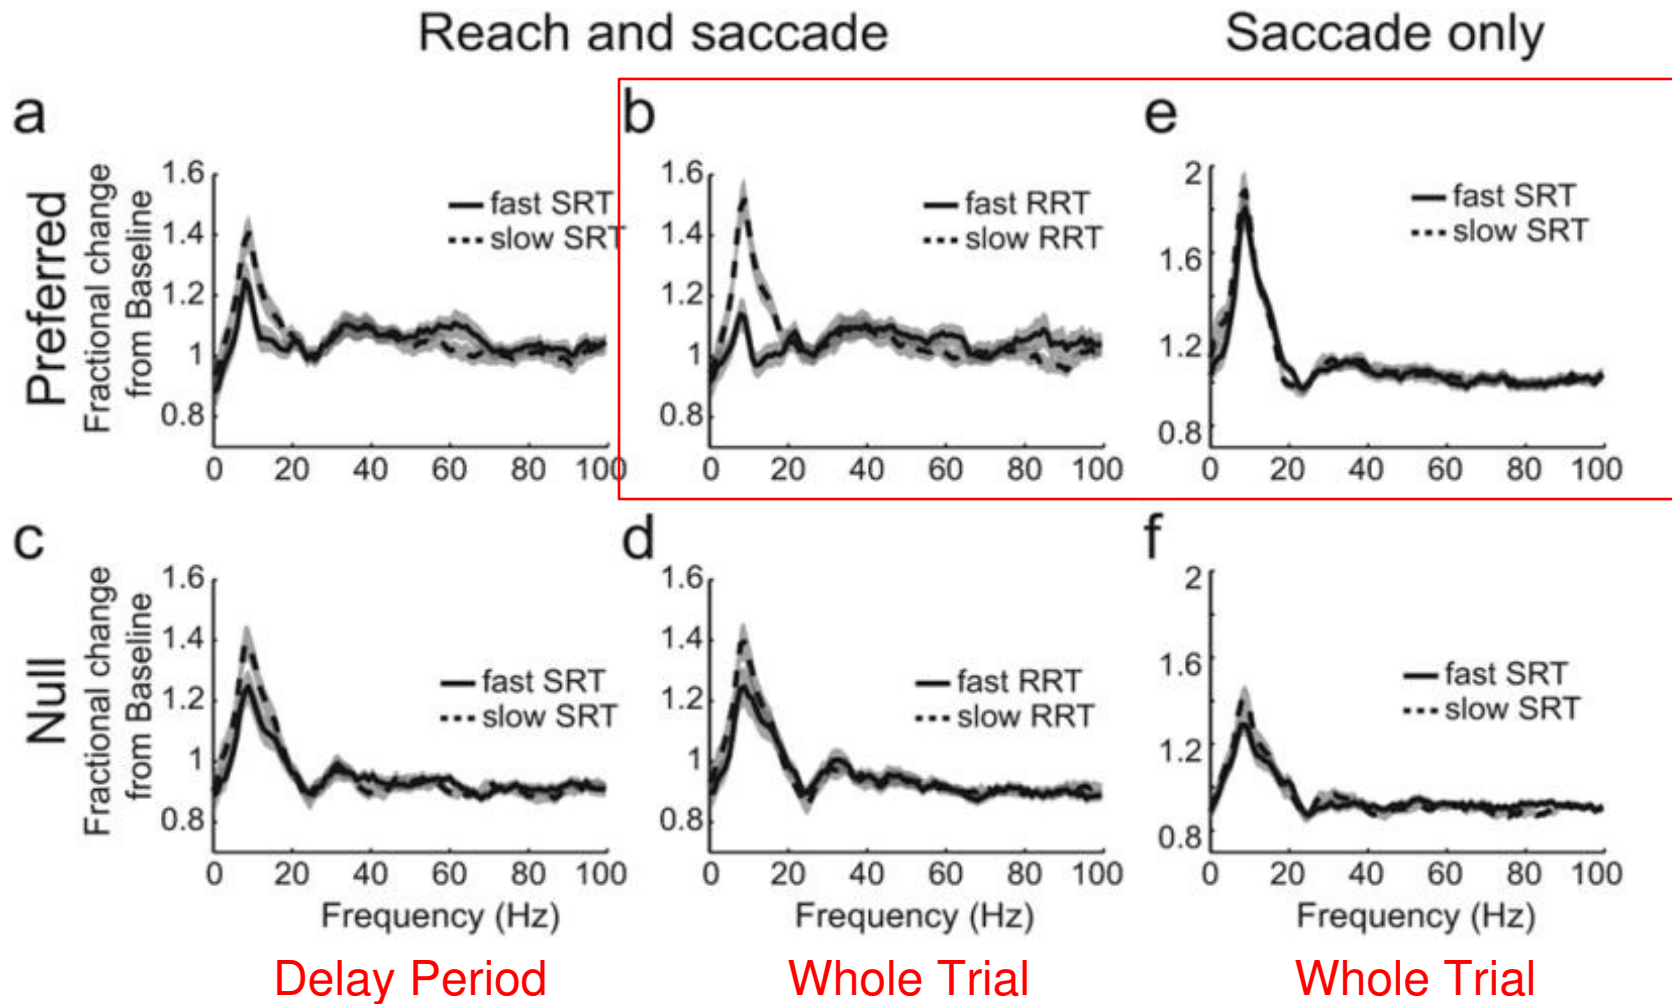 Reach and saccade
Saccade only
a
b
e
Preferred
Fractional change
from Baseline
1.6
1.4
1.2
1
0.8
0 20 40 60 80 100
fast SRT
slow SRT
1.6
1.4
1.2
1
0.8
0 20 40 60 80 100
fast RRT
slow RRT
2
1.6
1.2
0.8
0 20 40 60 80 100
fast SRT
slow SRT
c
d
f
Null
Fractional change
from Baseline
1.6
1.4
1.2
1
0.8
0 20 40 60 80 100
fast SRT
slow SRT
Frequency (Hz)
1.6
1.4
1.2
1
0.8
0 20 40 60 80 100
fast RRT
slow RRT
Frequency (Hz)
2
1.6
1.2
0.8
0 20 40 60 80 100
fast SRT
slow SRT
Frequency (Hz)
Delay Period
Whole Trial
Whole Trial